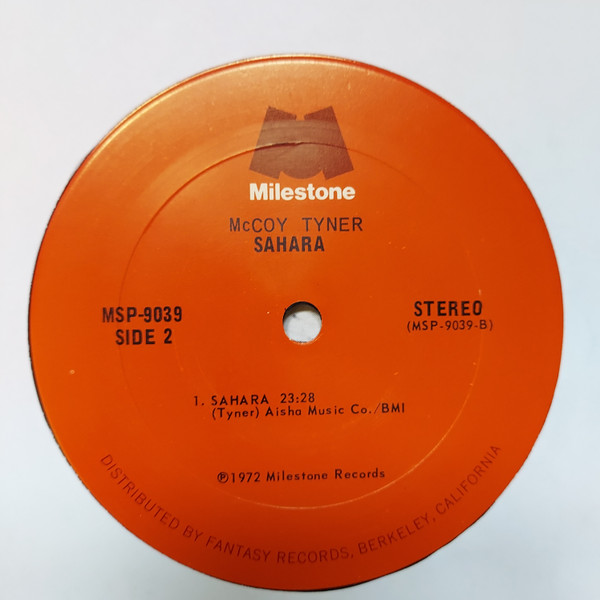 Milestone
McCOY TYNER
SAHARA
MSP-9039
SIDE 2
STEREO
(MSP-9039-B)
1. SAHARA 23:28
(Tyner) Aisha Music Co./BMI
℗1972 Milestone Records
DISTRIBUTED BY FANTASY RECORDS, BERKELEY, CALIFORNIA